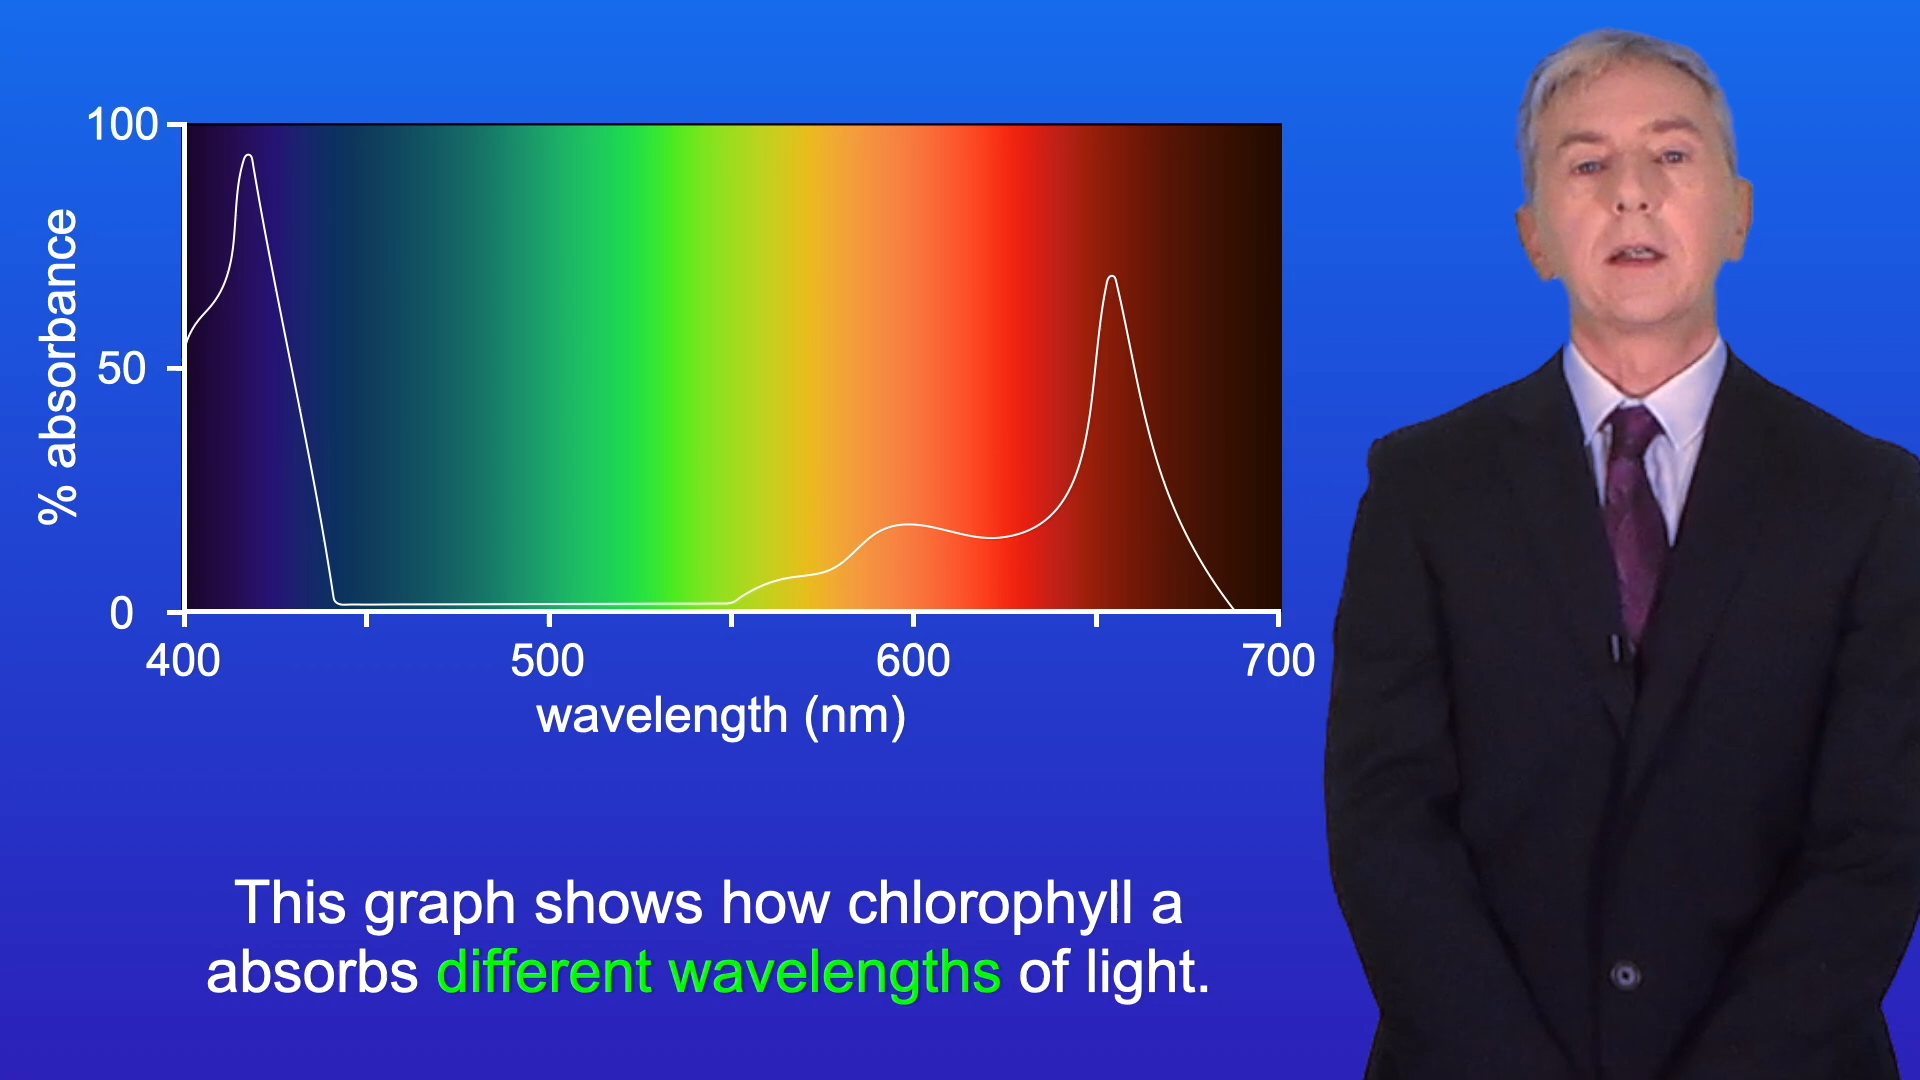 100
50
0
% absorbance
400 500 600 700
wavelength (nm)
This graph shows how chlorophyll a
absorbs different wavelengths of light.